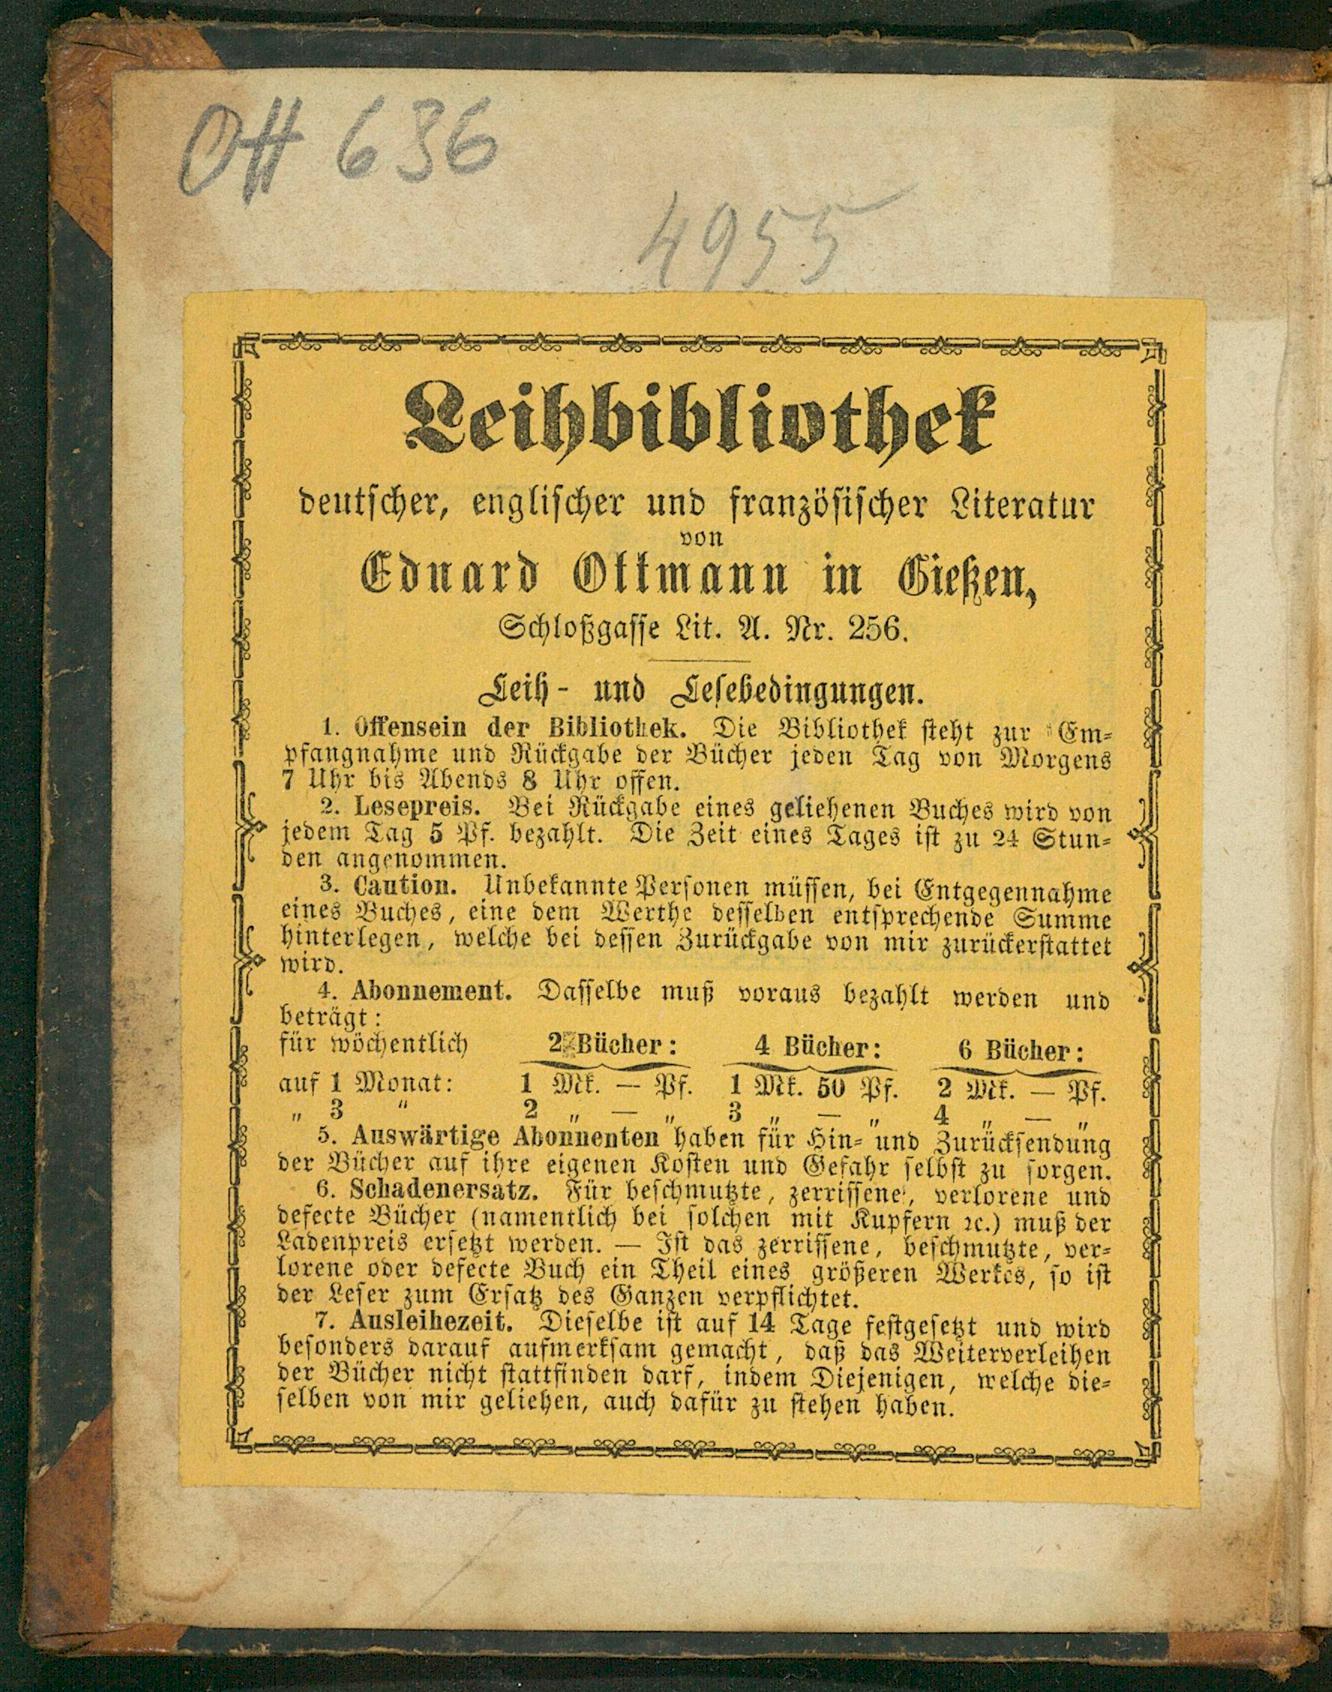 Ott 636
4955
Leihbibliothek
deutscher, englischer und französischer Literatur
von
Eduard Ottmann in Gießen,
Schloßgasse Lit. A. Nr. 256.
Leih- und Lesebedingungen.
1. Offensein der Bibliothek. Die Bibliothek steht zur Em-
pfangnahme und Rückgabe der Bücher jeden Tag von Morgens
7 Uhr bis Abends 8 Uhr offen.
2. Lesepreis. Bei Rückgabe eines geliehenen Buches wird von
jedem Tag 5 Pf. bezahlt. Die Zeit eines Tages ist zu 24 Stun-
den angenommen.
3. Caution. Unbekannte Personen müssen, bei Entgegennahme
eines Buches, eine dem Werthe desselben entsprechende Summe
hinterlegen, welche bei dessen Zurückgabe von mir zurückerstattet
wird.
4. Abonnement. Dasselbe muß voraus bezahlt werden und
beträgt:
für wöchentlich 2 Bücher: 4 Bücher: 6 Bücher:
auf 1 Monat: 1 Mk. — Pf. 1 Mk. 50 Pf. 2 Mk. — Pf.
„ 3 „ 2 „ — „ 3 „ — „ 4 „ — „
5. Auswärtige Abonnenten haben für Hin- und Zurücksendung
der Bücher auf ihre eigenen Kosten und Gefahr selbst zu sorgen.
6. Schadenersatz. Für beschmutzte, zerrissene, verlorene und
defecte Bücher (namentlich bei solchen mit Kupfern ꝛc.) muß der
Ladenpreis ersetzt werden. — Ist das zerrissene, beschmutzte, ver-
lorene oder defecte Buch ein Theil eines größeren Werkes, so ist
der Leser zum Ersatz des Ganzen verpflichtet.
7. Ausleihezeit. Dieselbe ist auf 14 Tage festgesetzt und wird
besonders darauf aufmerksam gemacht, daß das Weiterverleihen
der Bücher nicht stattfinden darf, indem Diejenigen, welche die-
selben von mir geliehen, auch dafür zu stehen haben.